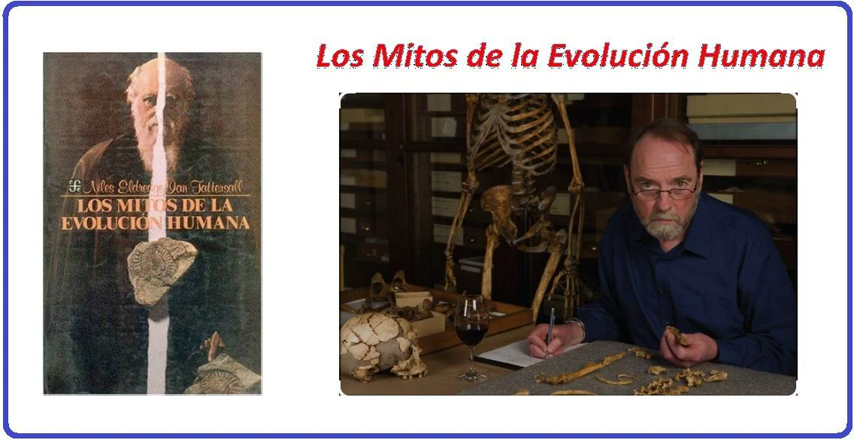 Los Mitos de la Evolución Humana
Niles Eldredge Ian Tattersall
LOS MITOS DE LA
EVOLUCIÓN HUMANA